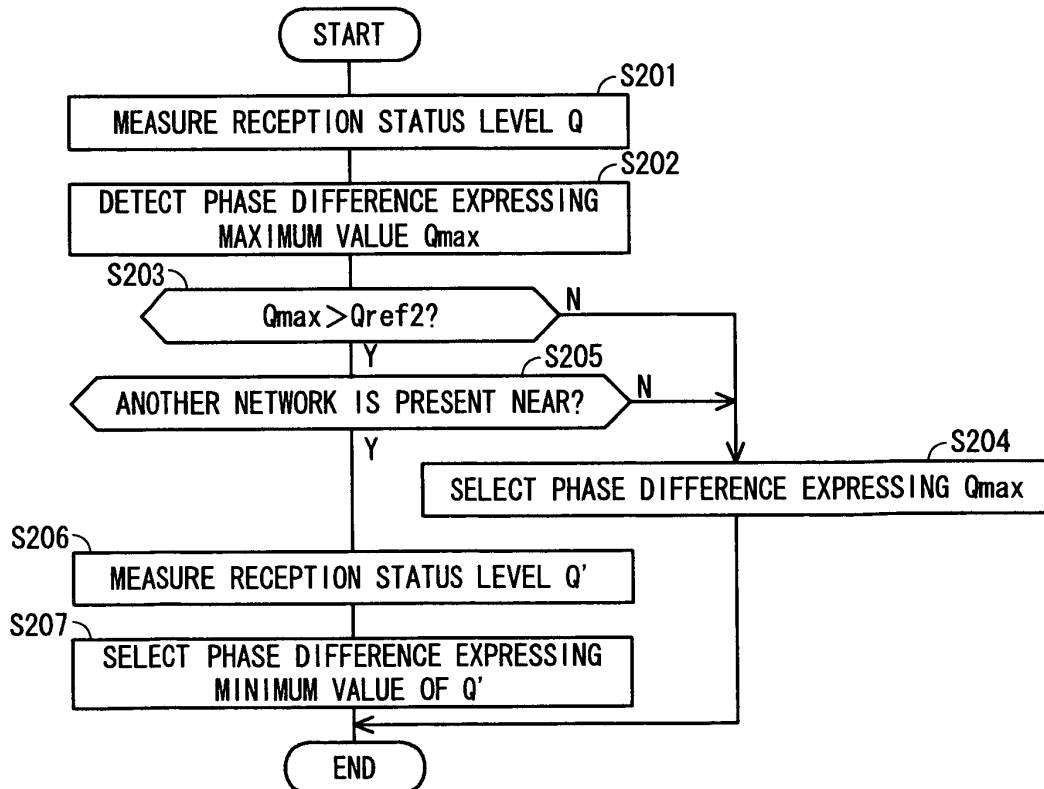 START
S201
MEASURE RECEPTION STATUS LEVEL Q
S202
DETECT PHASE DIFFERENCE EXPRESSING
MAXIMUM VALUE Qmax
S203
Qmax>Qref2?
N
Y
S205
ANOTHER NETWORK IS PRESENT NEAR?
N
Y
S204
SELECT PHASE DIFFERENCE EXPRESSING Qmax
S206
MEASURE RECEPTION STATUS LEVEL Q'
S207
SELECT PHASE DIFFERENCE EXPRESSING
MINIMUM VALUE OF Q'
END